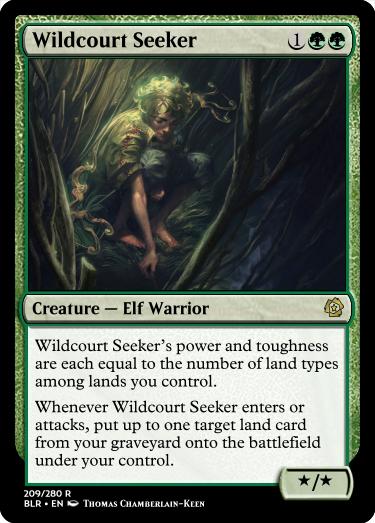 Wildcourt Seeker 1
Creature — Elf Warrior
Wildcourt Seeker's power and toughness
are each equal to the number of land types
among lands you control.
Whenever Wildcourt Seeker enters or
attacks, put up to one target land card
from your graveyard onto the battlefield
under your control.
★/★
209/280 R
BLR • EN Thomas Chamberlain-Keen